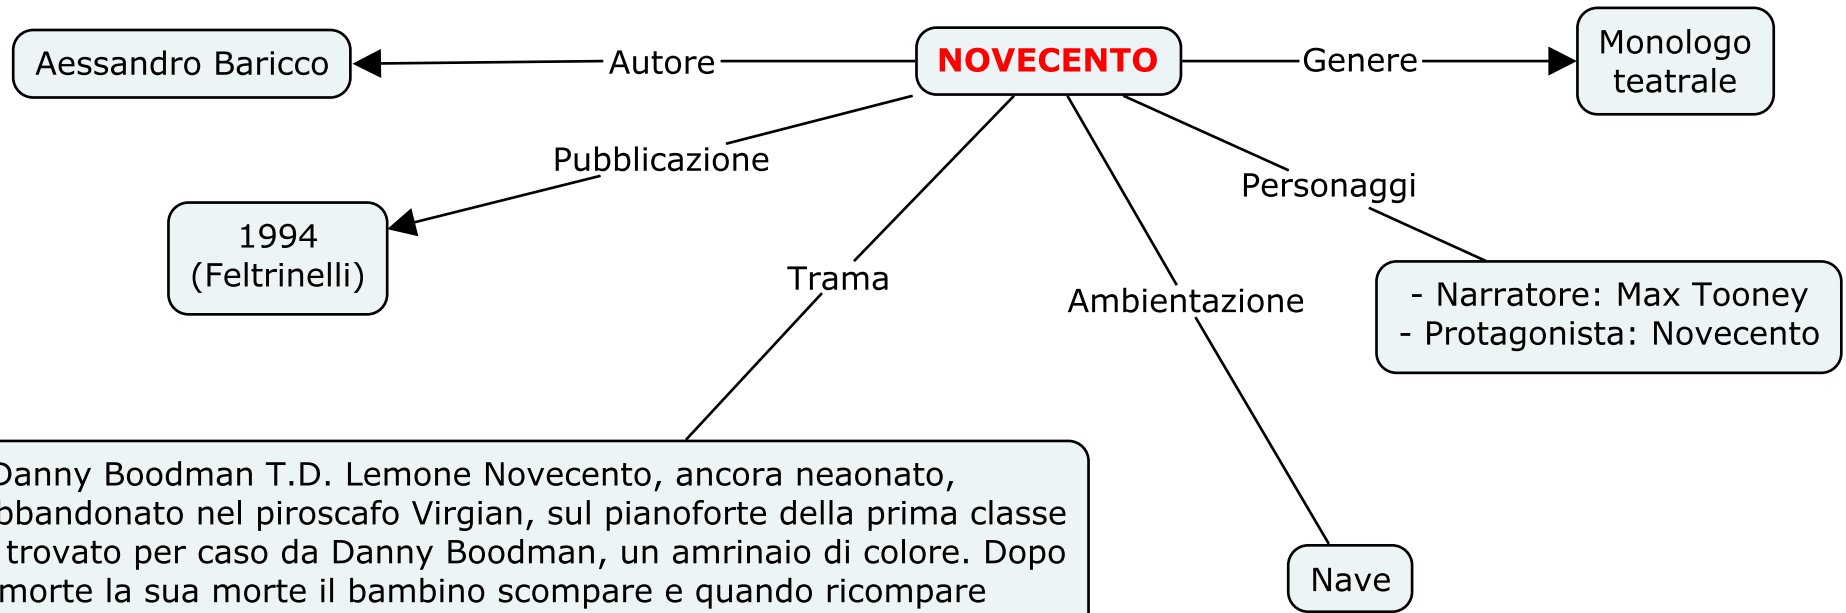 NOVECENTO
Autore
Aessandro Baricco
Genere
Monologo
teatrale
Pubblicazione
1994
(Feltrinelli)
Personaggi
- Narratore: Max Tooney
- Protagonista: Novecento
Trama
Danny Boodman T.D. Lemone Novecento, ancora neaonato,
bbandonato nel piroscafo Virgian, sul pianoforte della prima classe
trovato per caso da Danny Boodman, un amrinaio di colore. Dopo
morte la sua morte il bambino scompare e quando ricompare
Ambientazione
Nave